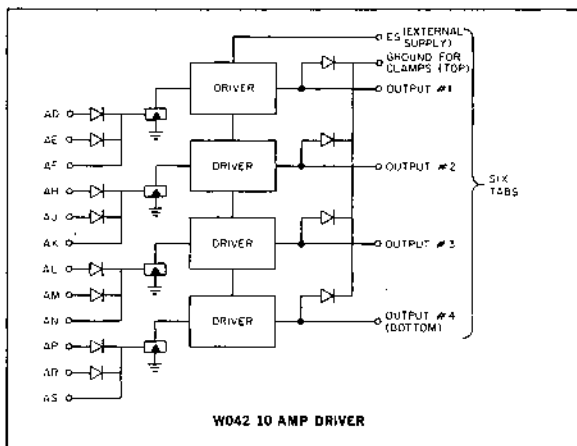 ES (EXTERNAL
SUPPLY)
GROUND FOR
CLAMPS (TOP)
DRIVER
OUTPUT #1
AD
AE
AF
DRIVER
OUTPUT #2
SIX
TABS
AH
AJ
AK
DRIVER
OUTPUT #3
AL
AM
AN
DRIVER
OUTPUT #4
(BOTTOM)
AP
AR
AS
W042 10 AMP DRIVER